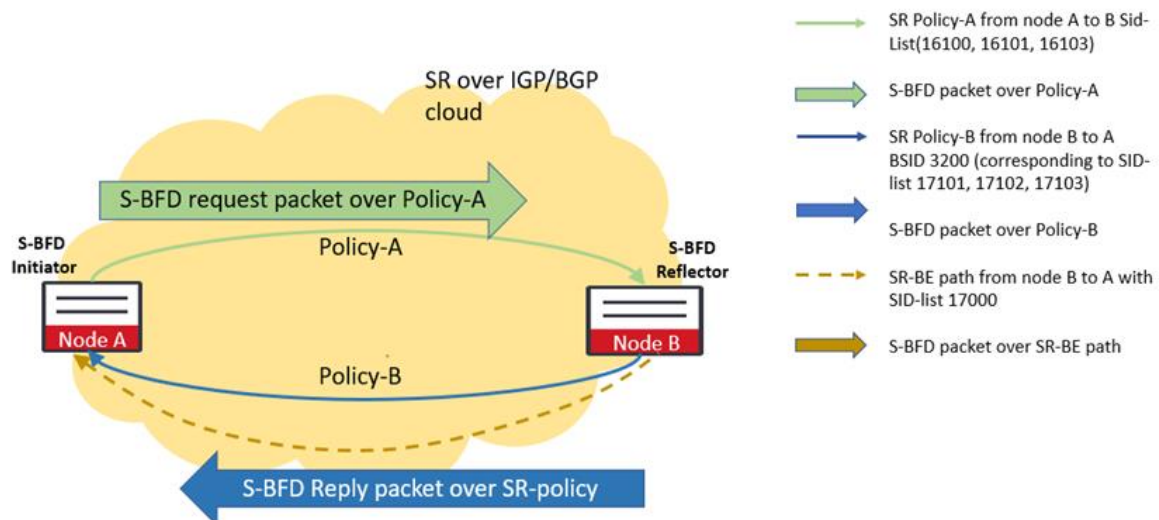 SR over IGP/BGP
cloud
S-BFD request packet over Policy-A
Policy-A
S-BFD
Initiator
S-BFD
Reflector
Node A
Node B
Policy-B
S-BFD Reply packet over SR-policy
SR Policy-A from node A to B Sid-
List(16100, 16101, 16103)
S-BFD packet over Policy-A
SR Policy-B from node B to A
BSID 3200 (corresponding to SID-
list 17101, 17102, 17103)
S-BFD packet over Policy-B
SR-BE path from node B to A with
SID-list 17000
S-BFD packet over SR-BE path